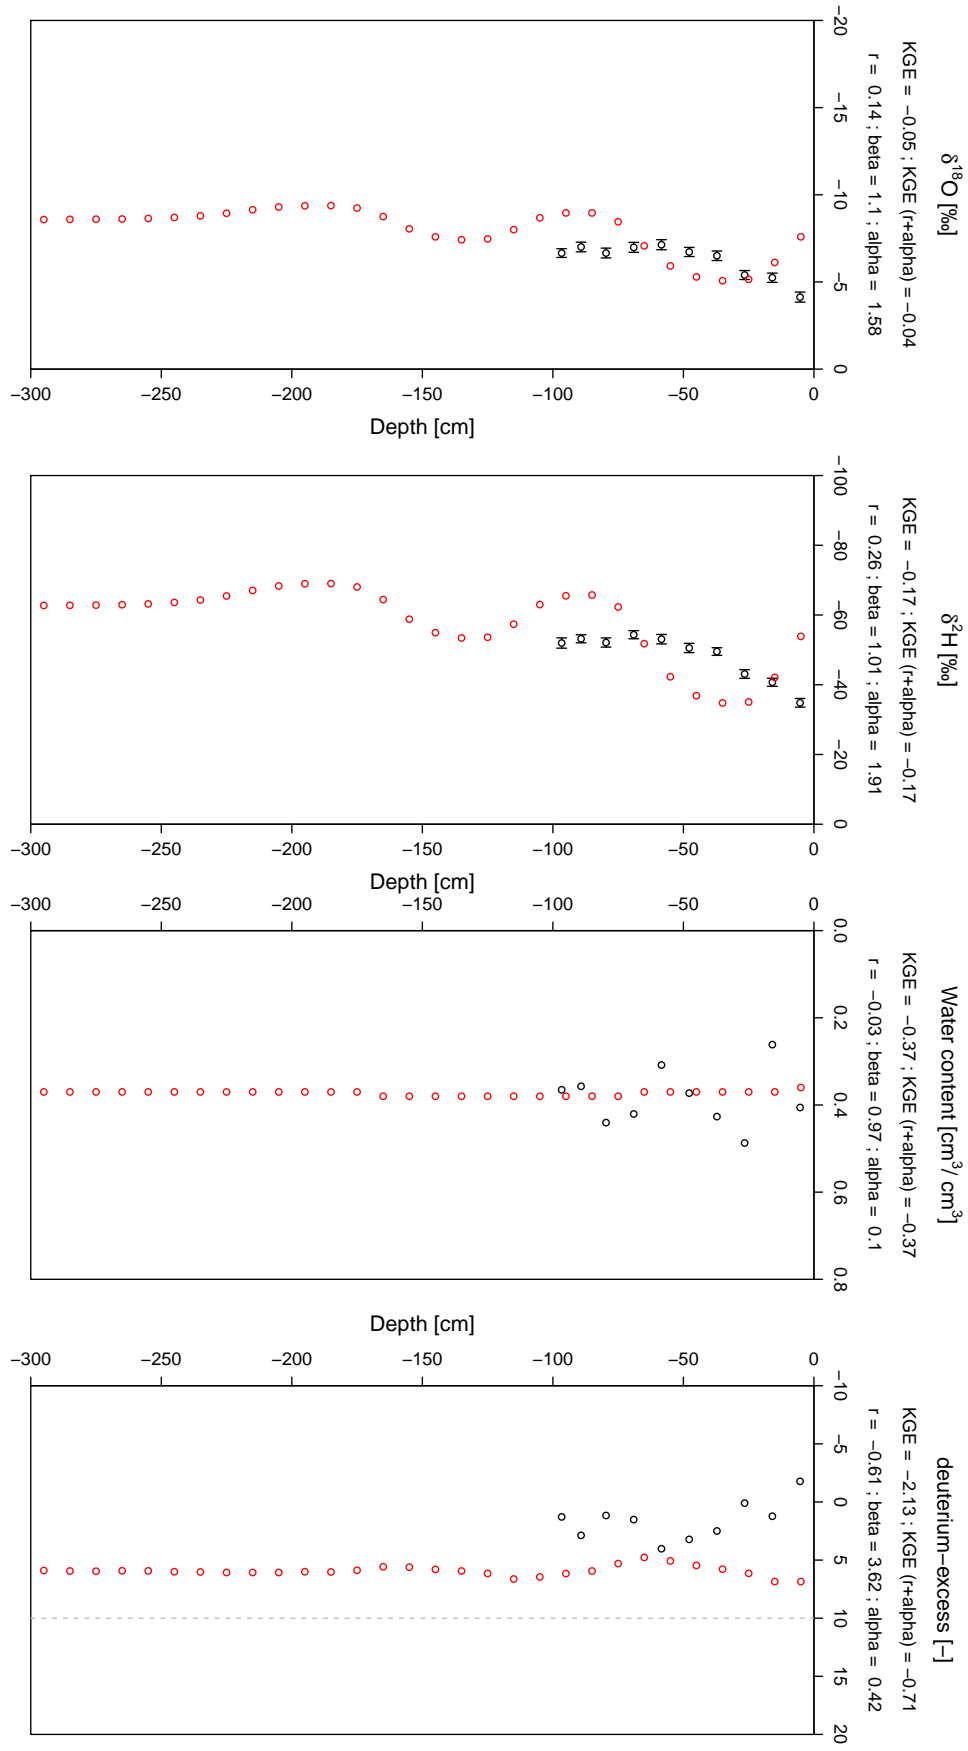 δ18O [‰]
KGE = −0.05 ; KGE (r+alpha) = −0.04
r = 0.14 ; beta = 1.1 ; alpha = 1.58
−20 −15 −10 −5 0
−300 −250 −200 −150 −100 −50 0
Depth [cm]
δ2H [‰]
KGE = −0.17 ; KGE (r+alpha) = −0.17
r = 0.26 ; beta = 1.01 ; alpha = 1.91
−100 −80 −60 −40 −20 0
−300 −250 −200 −150 −100 −50 0
Depth [cm]
Water content [cm3/ cm3]
KGE = −0.37 ; KGE (r+alpha) = −0.37
r = −0.03 ; beta = 0.97 ; alpha = 0.1
0.0 0.2 0.4 0.6 0.8
−300 −250 −200 −150 −100 −50 0
Depth [cm]
deuterium−excess [−]
KGE = −2.13 ; KGE (r+alpha) = −0.71
r = −0.61 ; beta = 3.62 ; alpha = 0.42
−10 −5 0 5 10 15 20
−300 −250 −200 −150 −100 −50 0